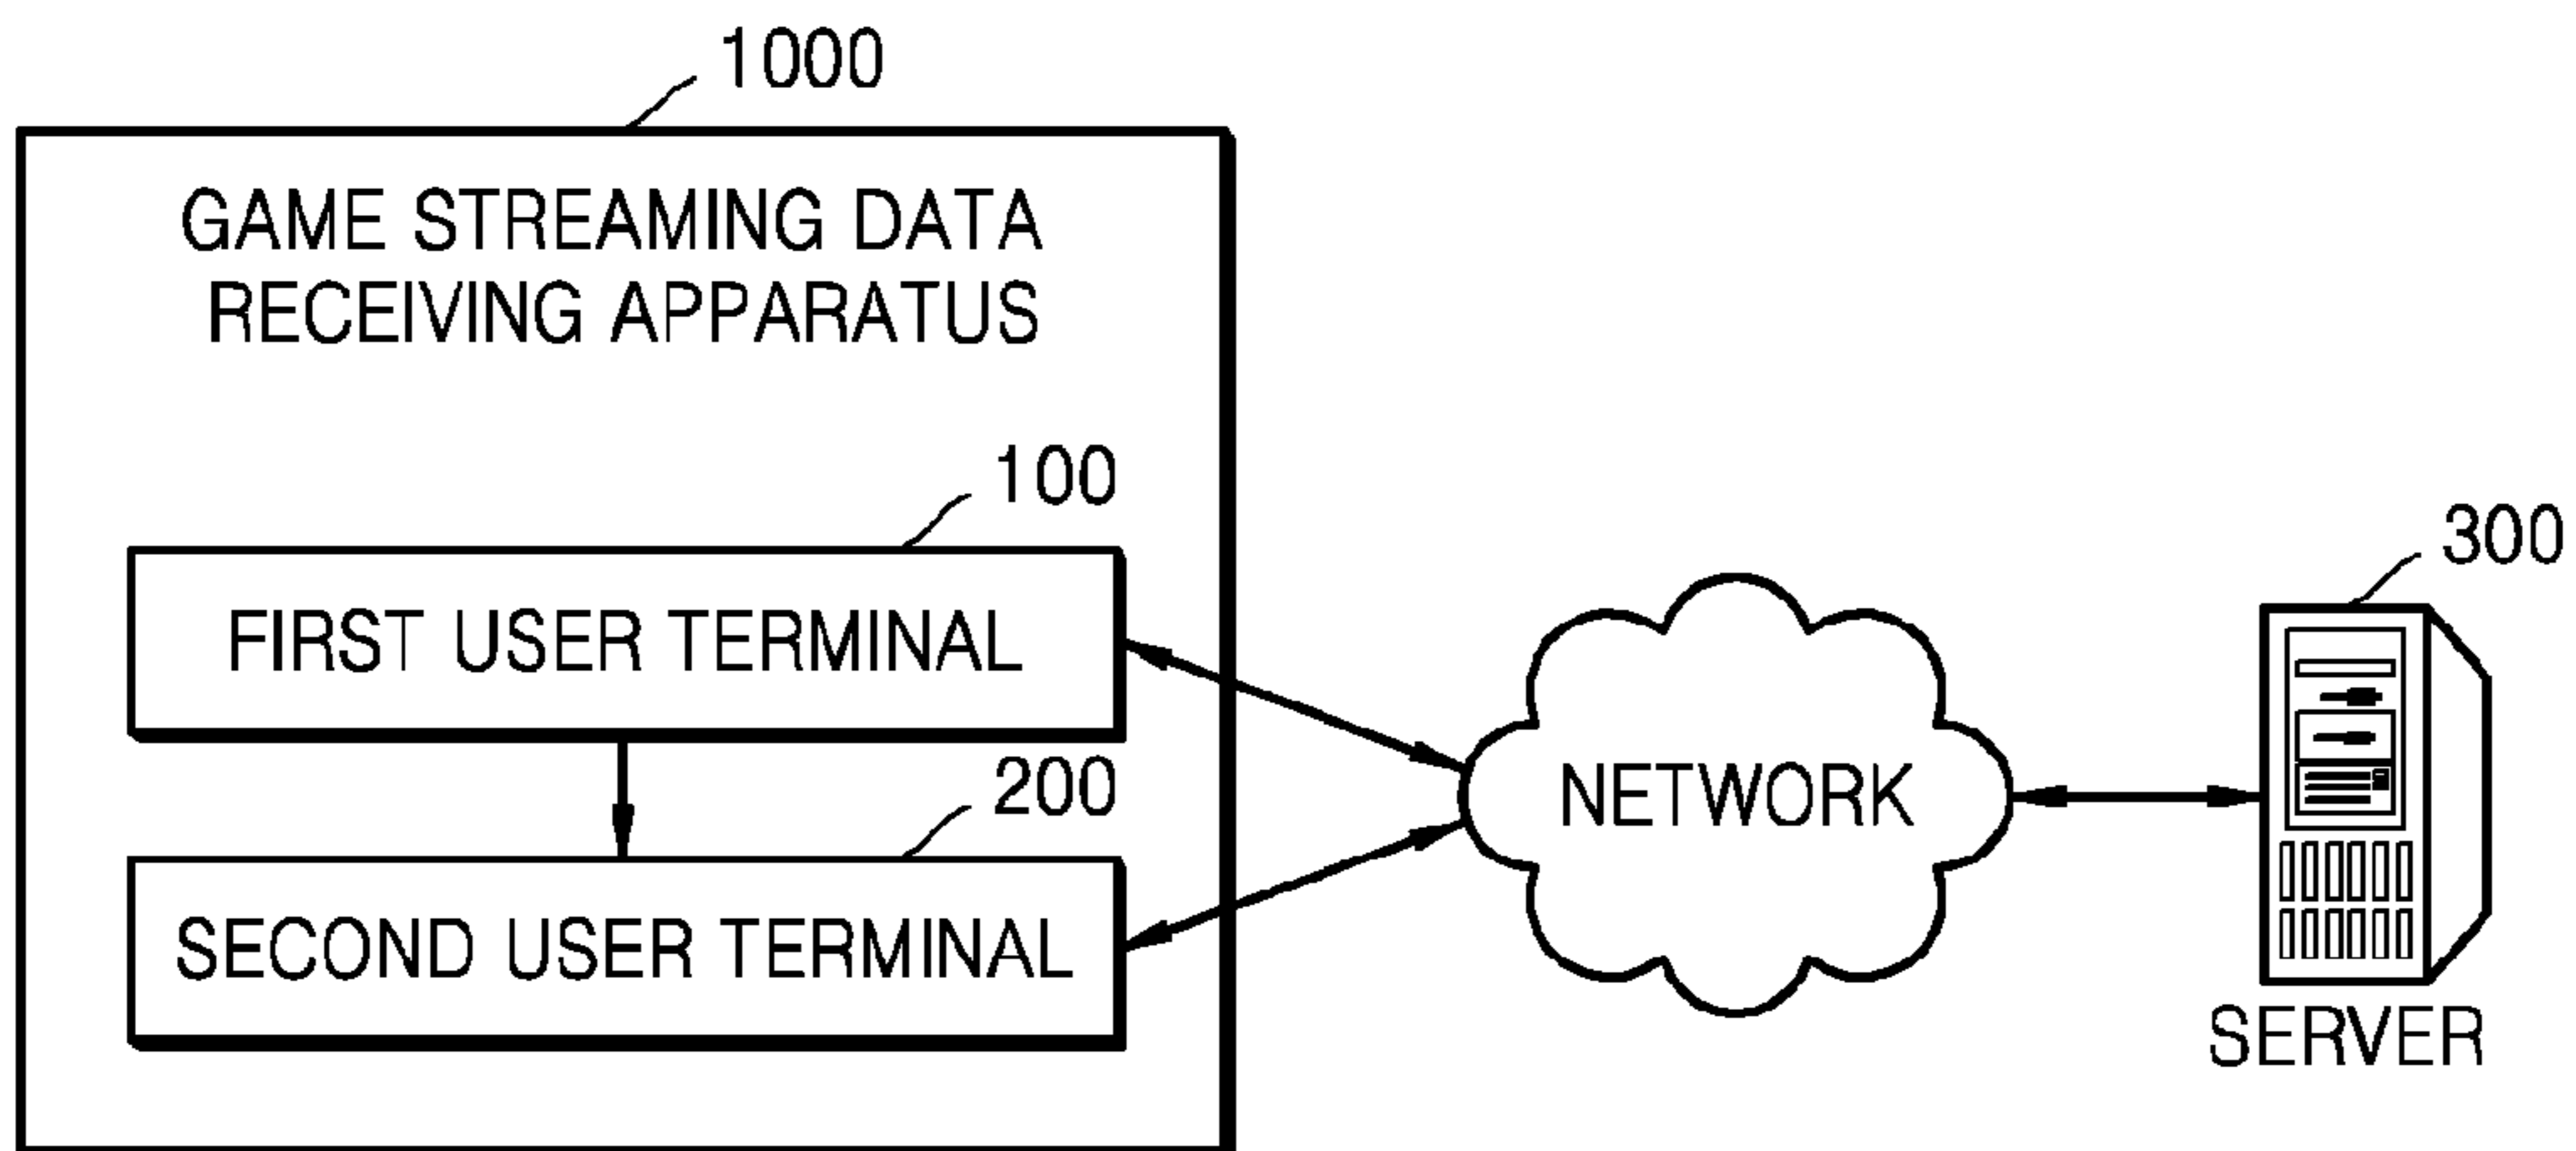 1000
GAME STREAMING DATA
RECEIVING APPARATUS
100
FIRST USER TERMINAL
200
SECOND USER TERMINAL
NETWORK
300
SERVER